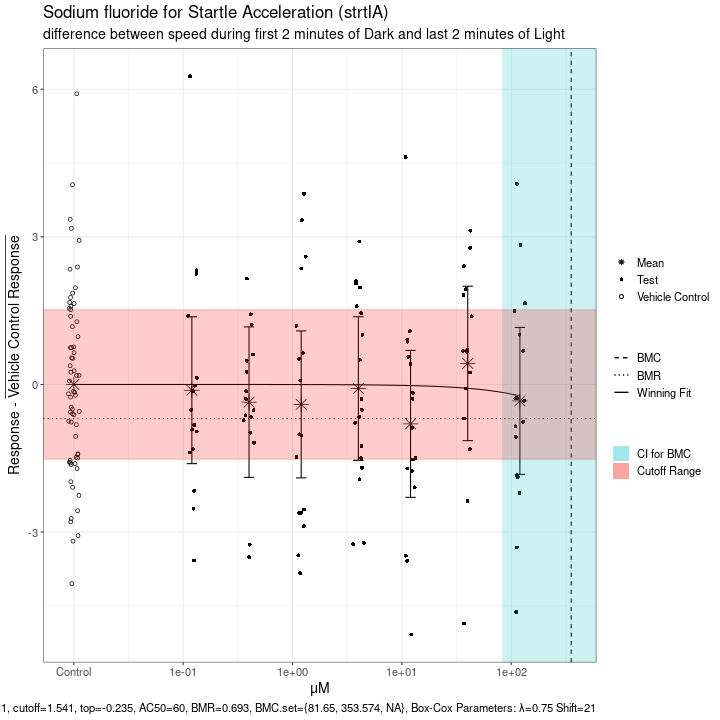 Sodium fluoride for Startle Acceleration (strtlA)
difference between speed during first 2 minutes of Dark and last 2 minutes of Light
Response - Vehicle Control Response
6
3
0
-3
Control
1e-01
1e+00
1e+01
1e+02
μM
Mean
Test
Vehicle Control
BMC
BMR
Winning Fit
CI for BMC
Cutoff Range
1, cutoff=1.541, top=-0.235, AC50=60, BMR=0.693, BMC.set={81.65, 353.574, NA}, Box-Cox Parameters: λ=0.75 Shift=21